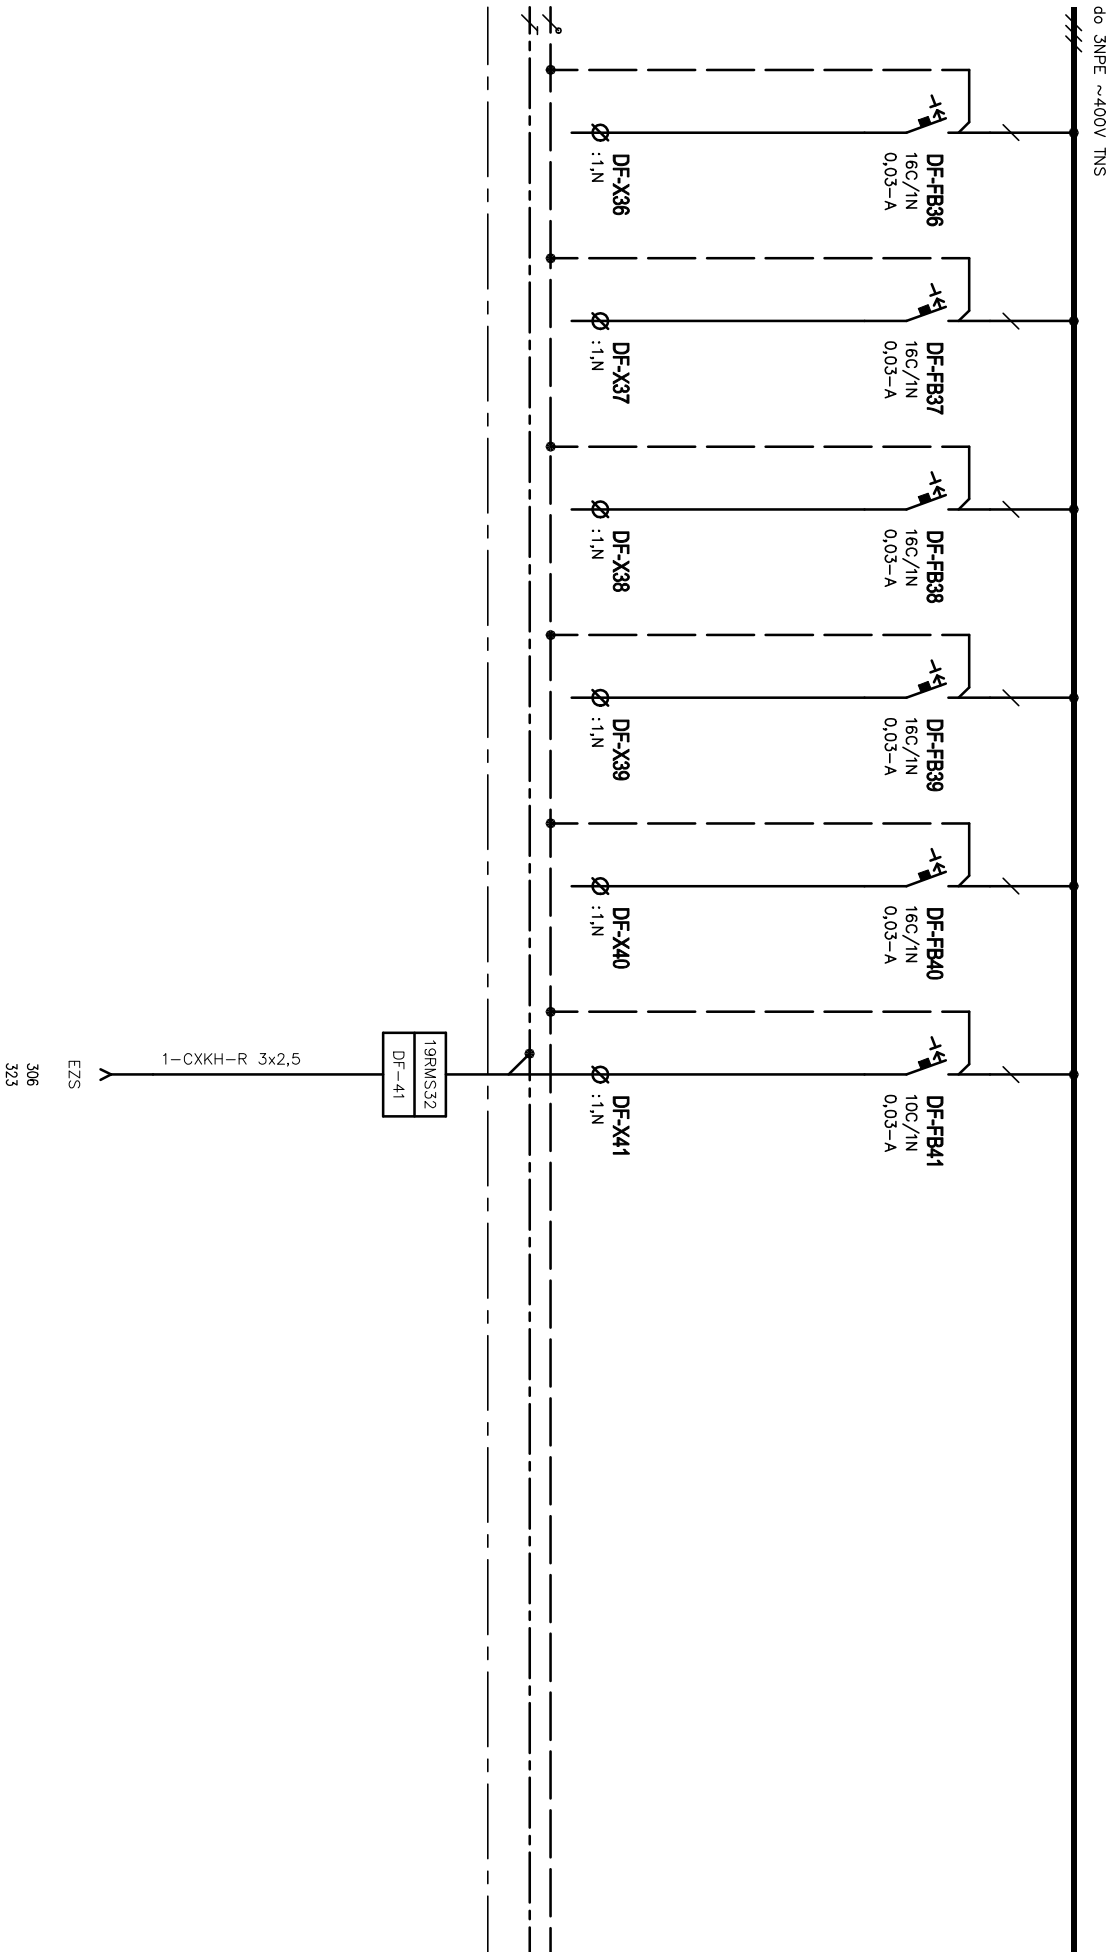 do 3NPE ~400V TNS
DF-FB36
16C/1N
0,03-A
DF-FB37
16C/1N
0,03-A
DF-FB38
16C/1N
0,03-A
DF-FB39
16C/1N
0,03-A
DF-FB40
16C/1N
0,03-A
DF-FB41
10C/1N
0,03-A
DF-X36
:1,N
DF-X37
:1,N
DF-X38
:1,N
DF-X39
:1,N
DF-X40
:1,N
DF-X41
:1,N
19RMS32
DF-41
1-CXKH-R 3x2,5
EZS
306
323